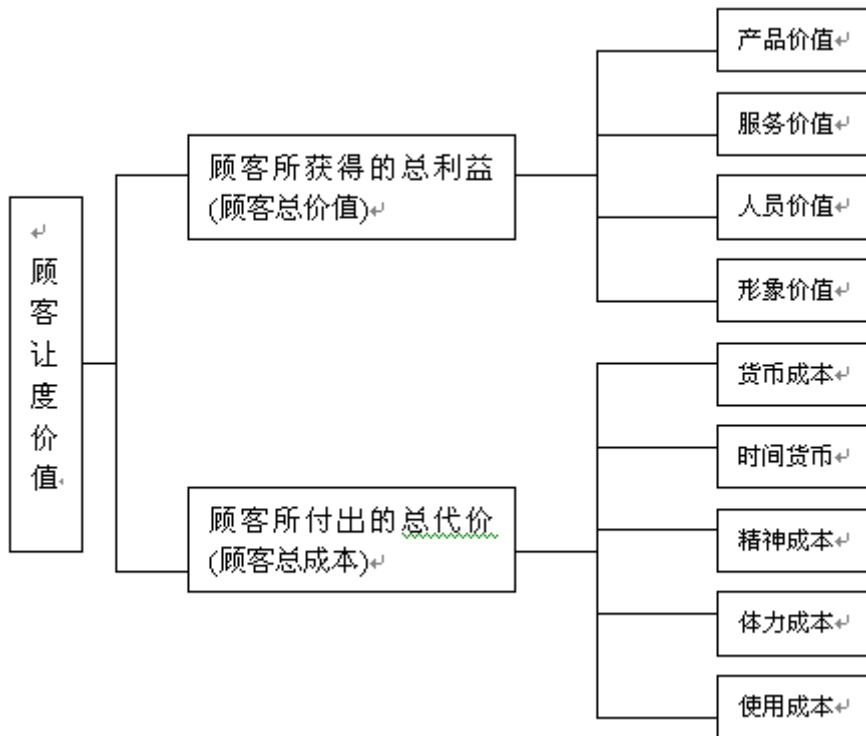 顾客让度价值
顾客所获得的总利益
(顾客总价值)
产品价值
服务价值
人员价值
形象价值
顾客所付出的总代价
(顾客总成本)
货币成本
时间货币
精神成本
体力成本
使用成本